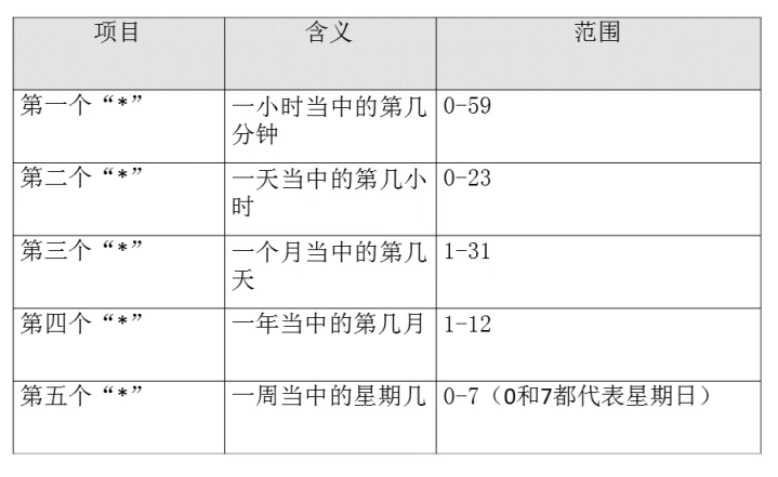 项目 含义 范围
第一个“*” 一小时当中的第几 0-59
分钟
第二个“*” 一天当中的第几小 0-23
时
第三个“*” 一个月当中的第几 1-31
天
第四个“*” 一年当中的第几月 1-12
第五个“*” 一周当中的星期几 0-7（0和7都代表星期日）